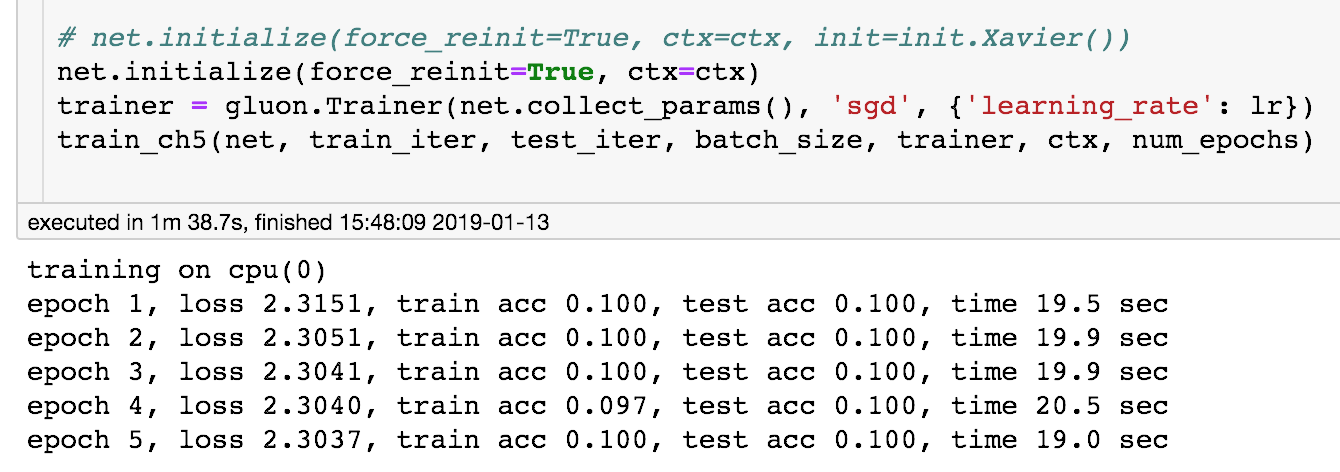 # net.initialize(force_reinit=True, ctx=ctx, init=init.Xavier())
net.initialize(force_reinit=True, ctx=ctx)
trainer = gluon.Trainer(net.collect_params(), 'sgd', {'learning_rate': lr})
train_ch5(net, train_iter, test_iter, batch_size, trainer, ctx, num_epochs)
executed in 1m 38.7s, finished 15:48:09 2019-01-13
training on cpu(0)
epoch 1, loss 2.3151, train acc 0.100, test acc 0.100, time 19.5 sec
epoch 2, loss 2.3051, train acc 0.100, test acc 0.100, time 19.9 sec
epoch 3, loss 2.3041, train acc 0.100, test acc 0.100, time 19.9 sec
epoch 4, loss 2.3040, train acc 0.097, test acc 0.100, time 20.5 sec
epoch 5, loss 2.3037, train acc 0.100, test acc 0.100, time 19.0 sec